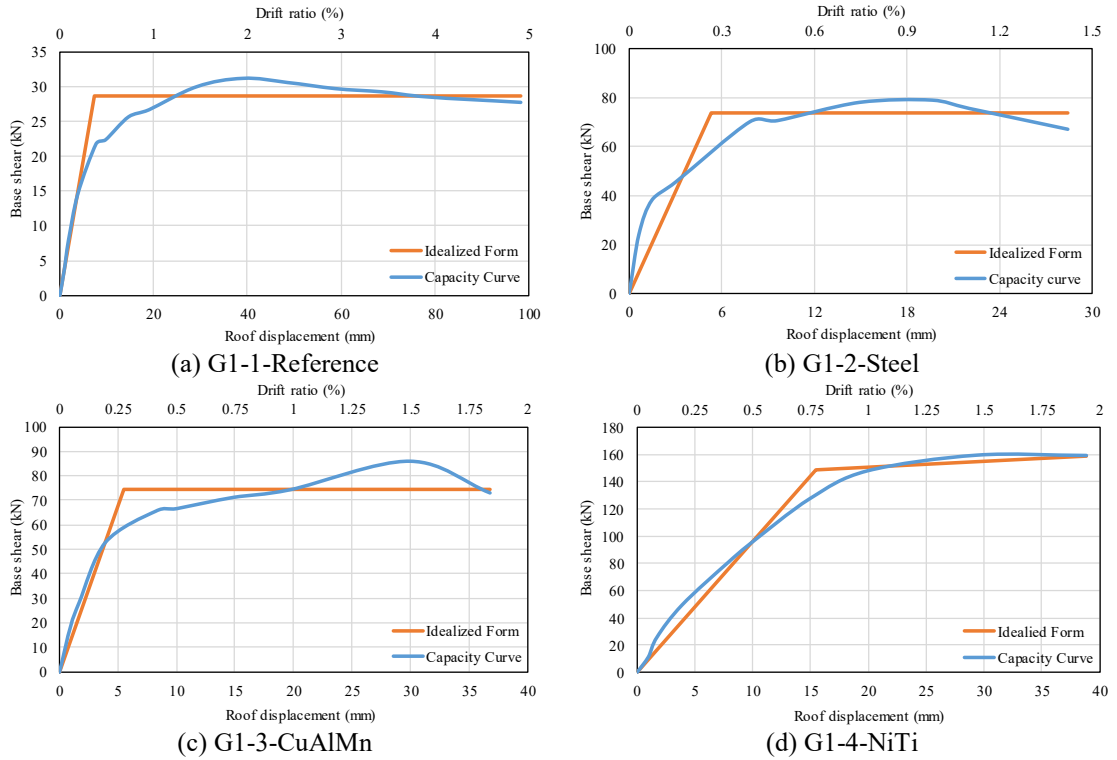 Drift ratio (%)
0 1 2 3 4 5
35
30
25
20
15
10
5
0
Base shear (kN)
Idealized Form
Capacity Curve
0 20 40 60 80 100
Roof displacement (mm)
(a) G1-1-Reference
Drift ratio (%)
0 0.3 0.6 0.9 1.2 1.5
100
80
60
40
20
0
Base shear (kN)
Idealized Form
Capacity curve
0 6 12 18 24 30
Roof displacement (mm)
(b) G1-2-Steel
Drift ratio (%)
0 0.25 0.5 0.75 1 1.25 1.5 1.75 2
100
90
80
70
60
50
40
30
20
10
0
Base shear (kN)
Idealized Form
Capacity Curve
0 5 10 15 20 25 30 35 40
Roof displacement (mm)
(c) G1-3-CuAlMn
Drift ratio (%)
0 0.25 0.5 0.75 1 1.25 1.5 1.75 2
180
160
140
120
100
80
60
40
20
0
Base shear (kN)
Idealied Form
Capacity Curve
0 5 10 15 20 25 30 35 40
Roof displacement (mm)
(d) G1-4-NiTi